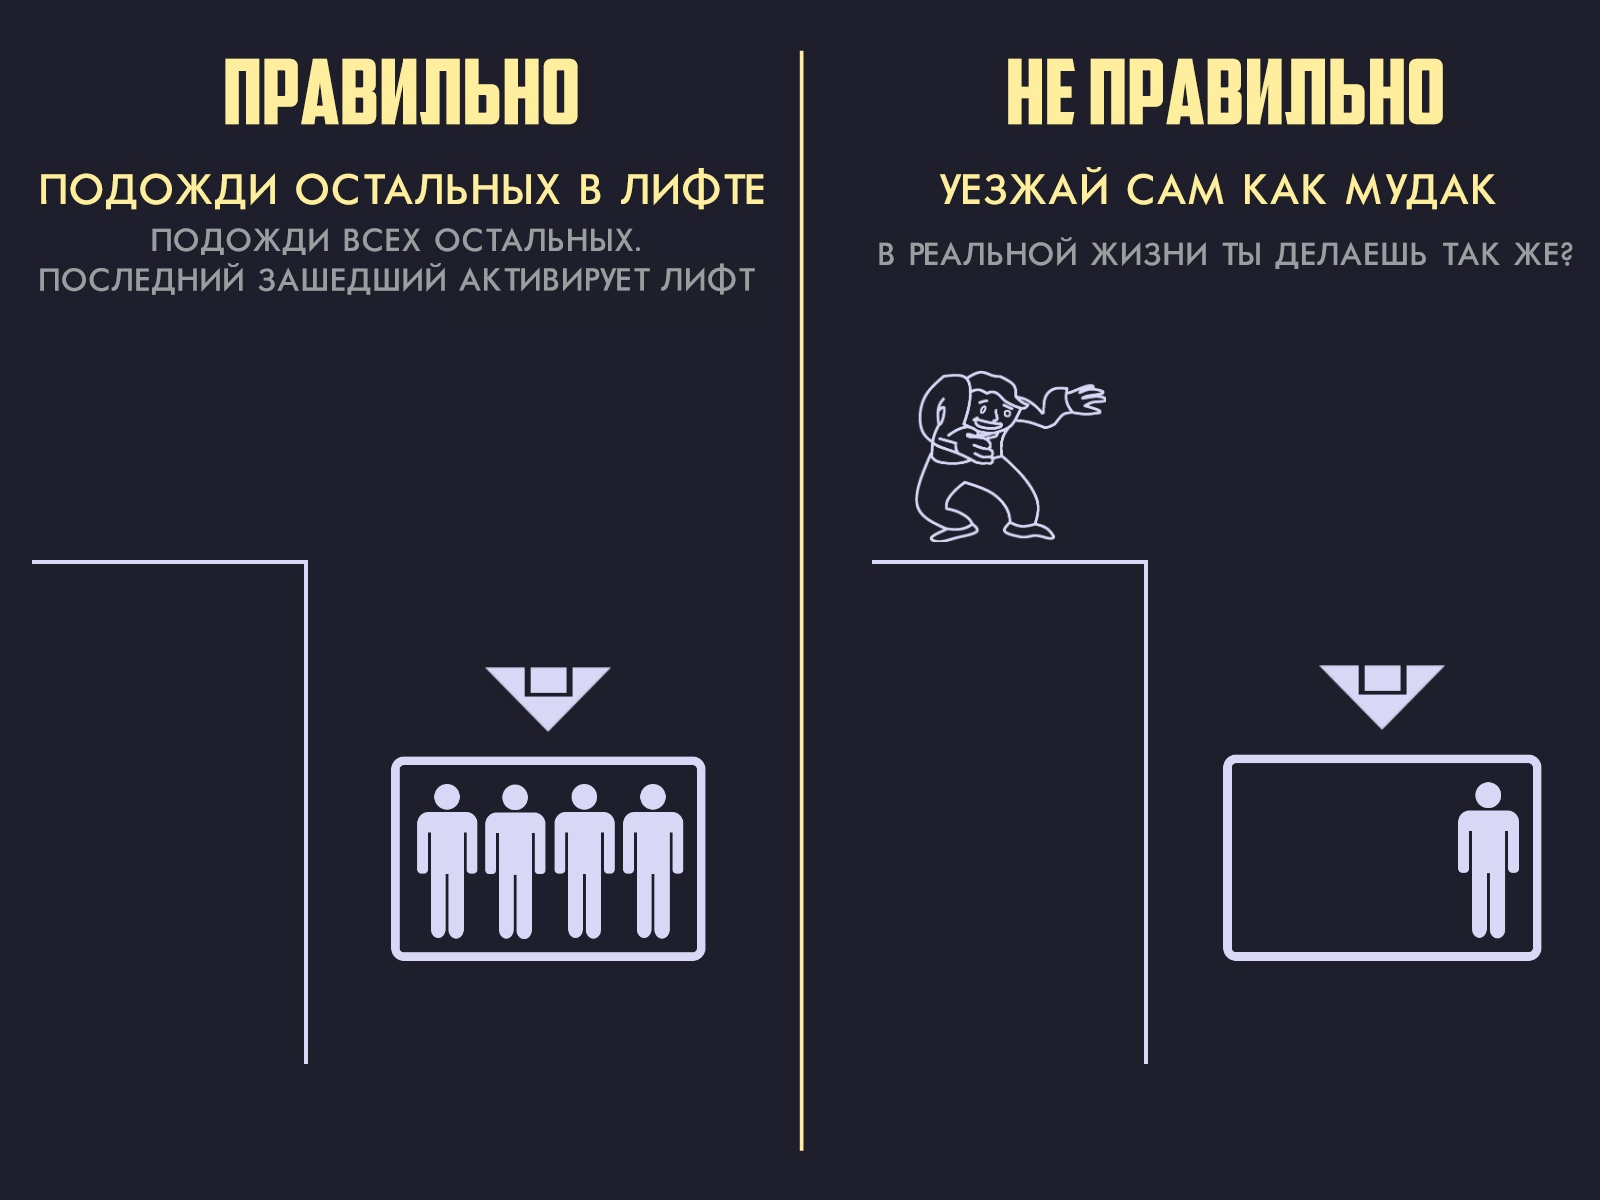 ПРАВИЛЬНО
ПОДОЖДИ ОСТАЛЬНЫХ В ЛИФТЕ
ПОДОЖДИ ВСЕХ ОСТАЛЬНЫХ.
ПОСЛЕДНИЙ ЗАШЕДШИЙ АКТИВИРУЕТ ЛИФТ
НЕ ПРАВИЛЬНО
УЕЗЖАЙ САМ КАК МУДАК
В РЕАЛЬНОЙ ЖИЗНИ ТЫ ДЕЛАЕШЬ ТАК ЖЕ?